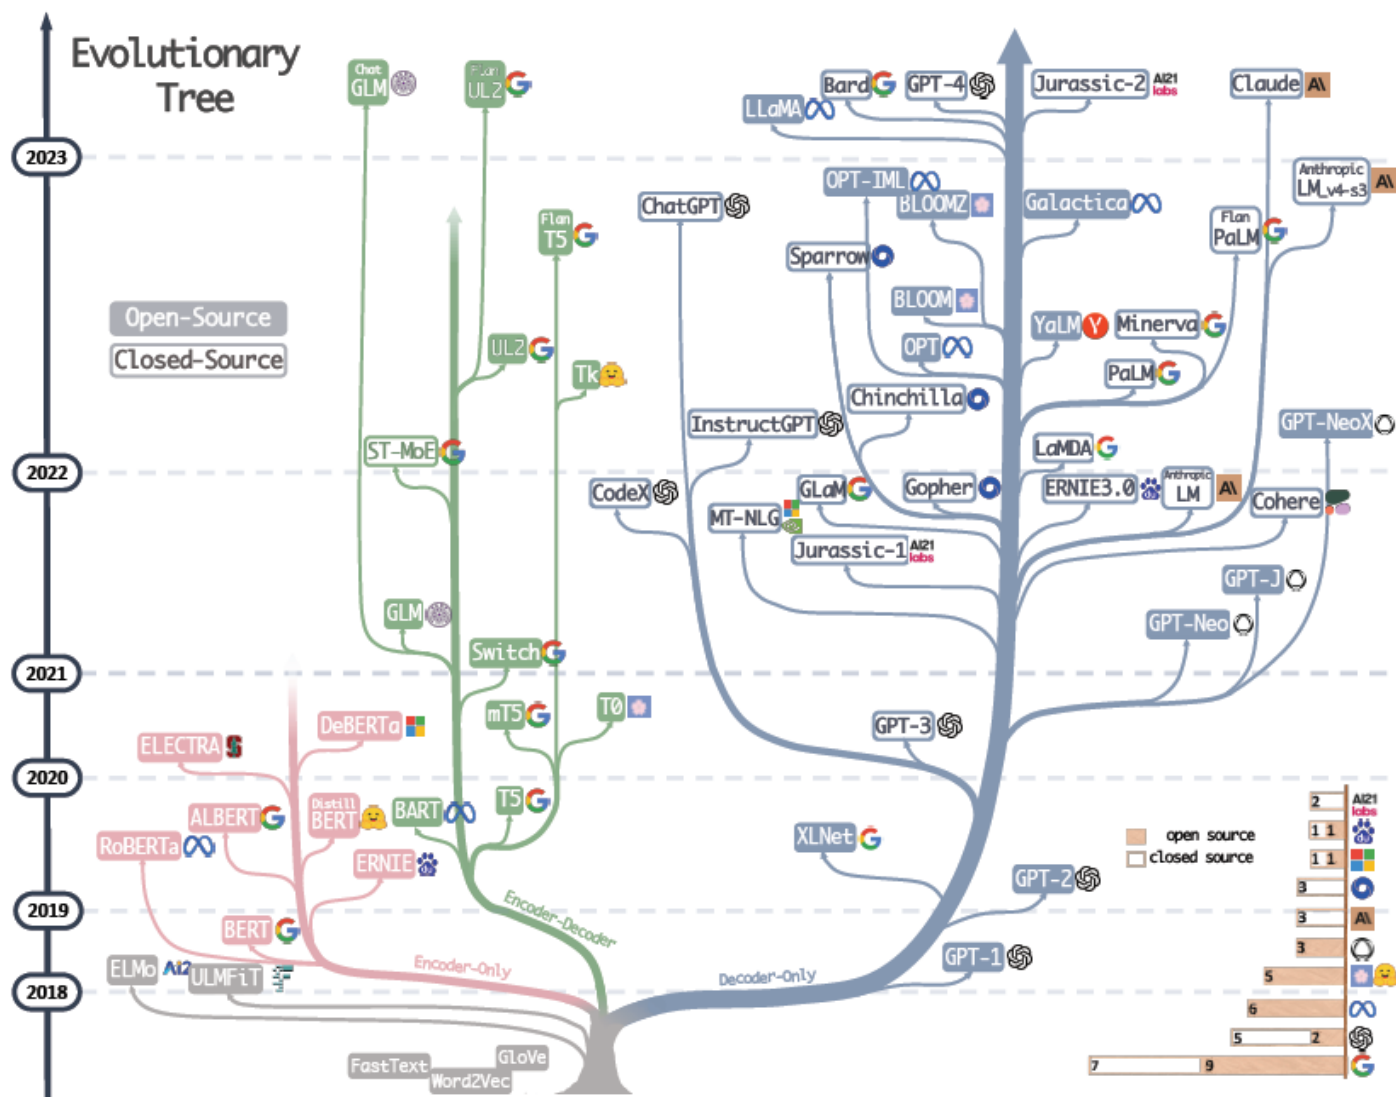 Evolutionary
Tree
2023
2022
2021
2020
2019
2018
Open-Source
Closed-Source
Chat
GLM
Flan
UL2
Flan
T5
UL2
Tk
ST-MoE
GLM
Switch
mT5
T0
T5
BART
Encoder-Decoder
DeBERTa
ELECTRA
ALBERT
Distill
BERT
RoBERTa
ERNIE
BERT
Encoder-Only
ELMo
Ai2
ULMFiT
FastText
Word2Vec
GloVe
LLaMA
Bard
GPT-4
Jurassic-2
AI21
labs
Claude
A\
OPT-IML
BLOOMZ
Galactica
Anthropic
LM_v4-s3
A\
ChatGPT
Sparrow
Flan
PaLM
BLOOM
YaLM
Minerva
OPT
PaLM
Chinchilla
InstructGPT
GPT-NeoX
LaMDA
CodeX
GLaM
Gopher
ERNIE3.0
Anthropic
LM
A\
Cohere
MT-NLG
Jurassic-1
AI21
labs
GPT-J
GPT-Neo
GPT-3
XLNet
GPT-2
GPT-1
Decoder-Only
open source
closed source
2
AI21
labs
1 1
1 1
3
3
A\
3
5
6
5 2
7 9